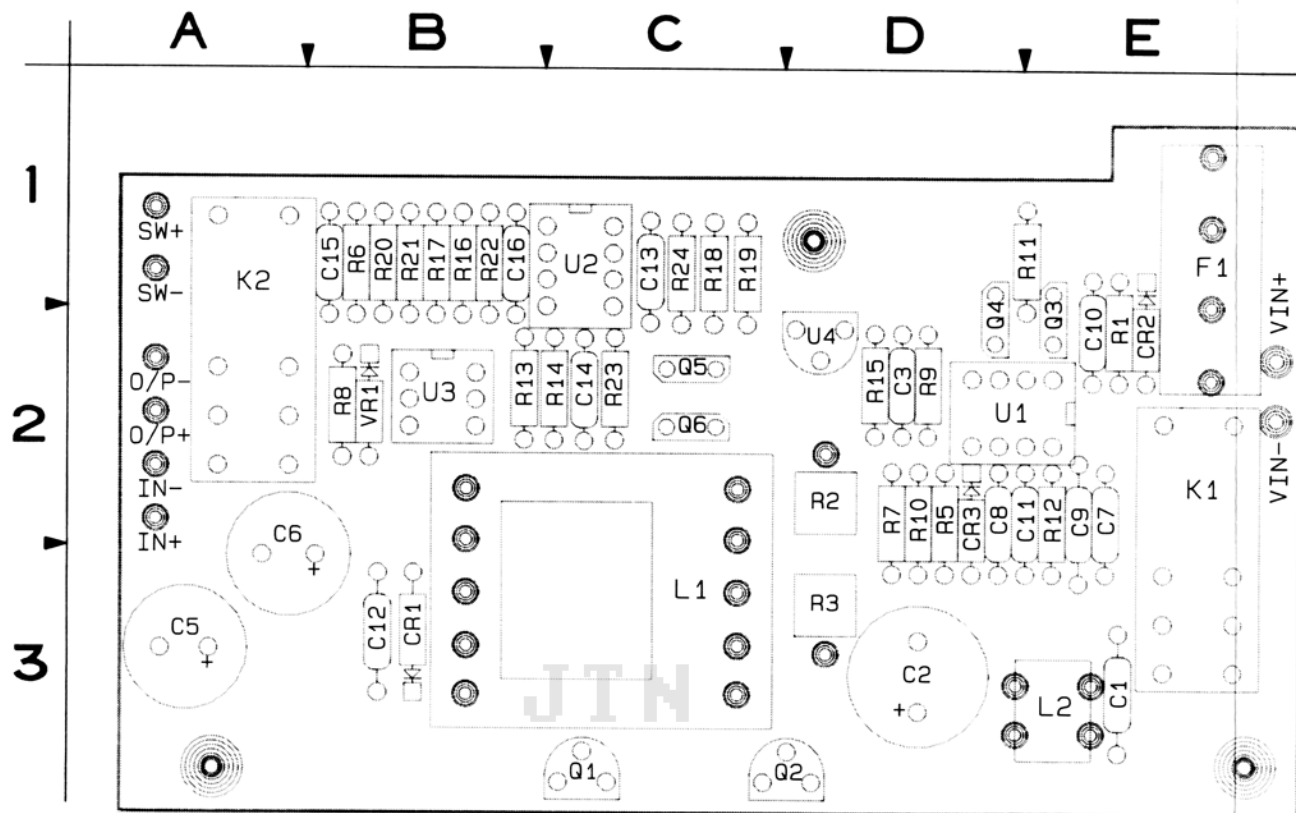 A B C D E
1
SW+
SW-
K2
C15
R6
R20
R21
R17
R16
R22
C16
U2
C13
R24
R18
R19
R11
Q4
Q3
C10
R1
CR2
F1
VIN+
2
O/P-
O/P+
IN-
IN+
R8
VR1
U3
R13
R14
C14
R23
Q5
Q6
U4
R15
C3
R9
U1
VIN-
K1
R2
R7
R10
R5
CR3
C8
C11
R12
C9
C7
3
C6
C5
C12
CR1
L1
R3
C2
L2
C1
+
+
+
JTN
Q1
Q2